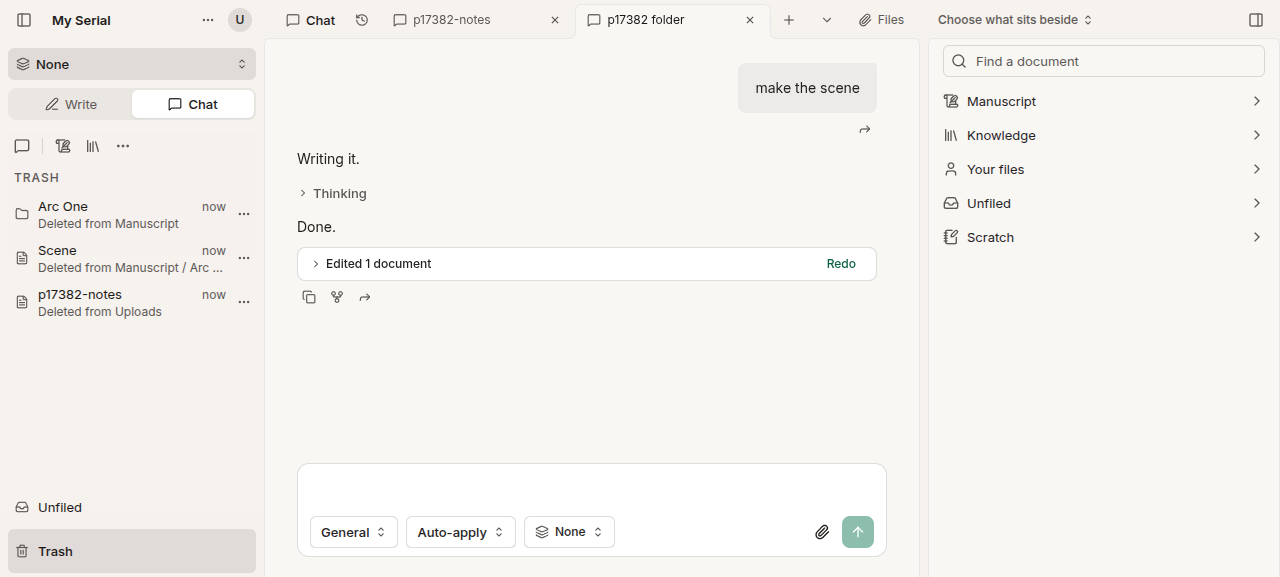 My Serial
U
None
Write
Chat
TRASH
Arc One
now
Deleted from Manuscript
Scene
now
Deleted from Manuscript / Arc ...
p17382-notes
now
Deleted from Uploads
Unfiled
Trash
Chat
p17382-notes
p17382 folder
Files
make the scene
Writing it.
Thinking
Done.
Edited 1 document
Redo
General
Auto-apply
None
Choose what sits beside
Find a document
Manuscript
Knowledge
Your files
Unfiled
Scratch